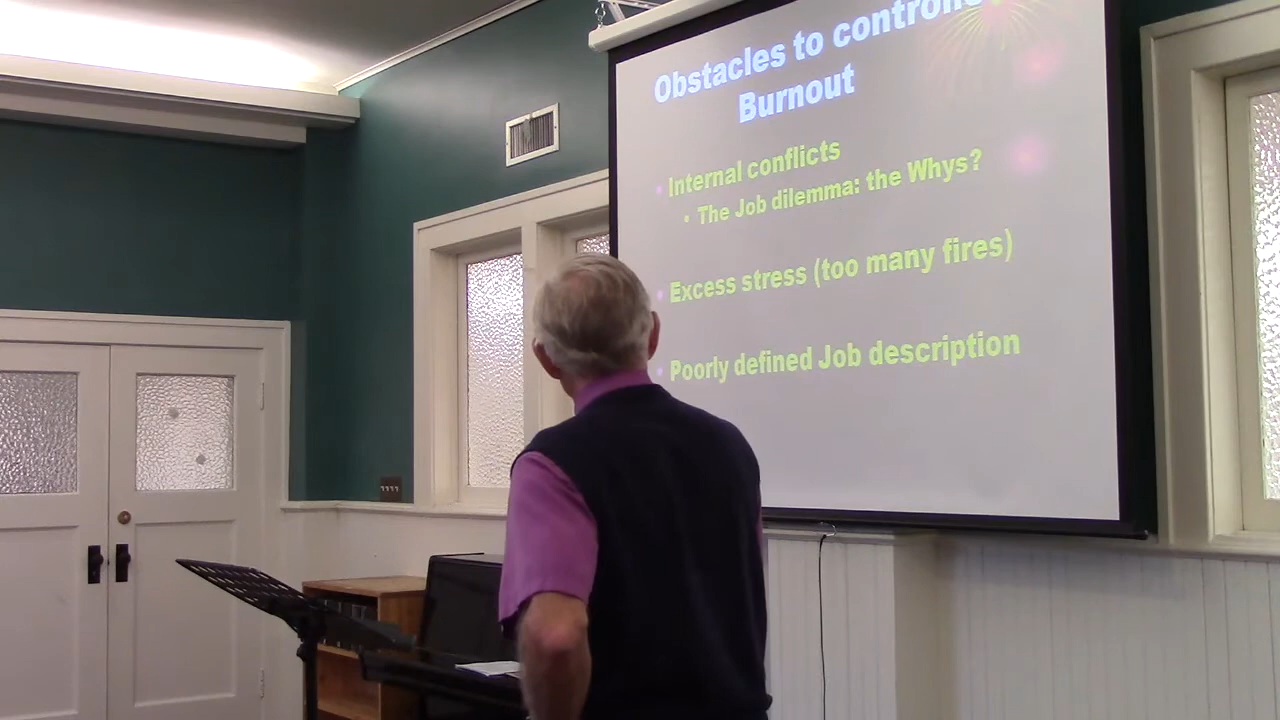 Obstacles to
Burnout
Internal conflicts
The Job dilemma: the Whys?
Excess stress (too many fires)
Poorly defined Job description